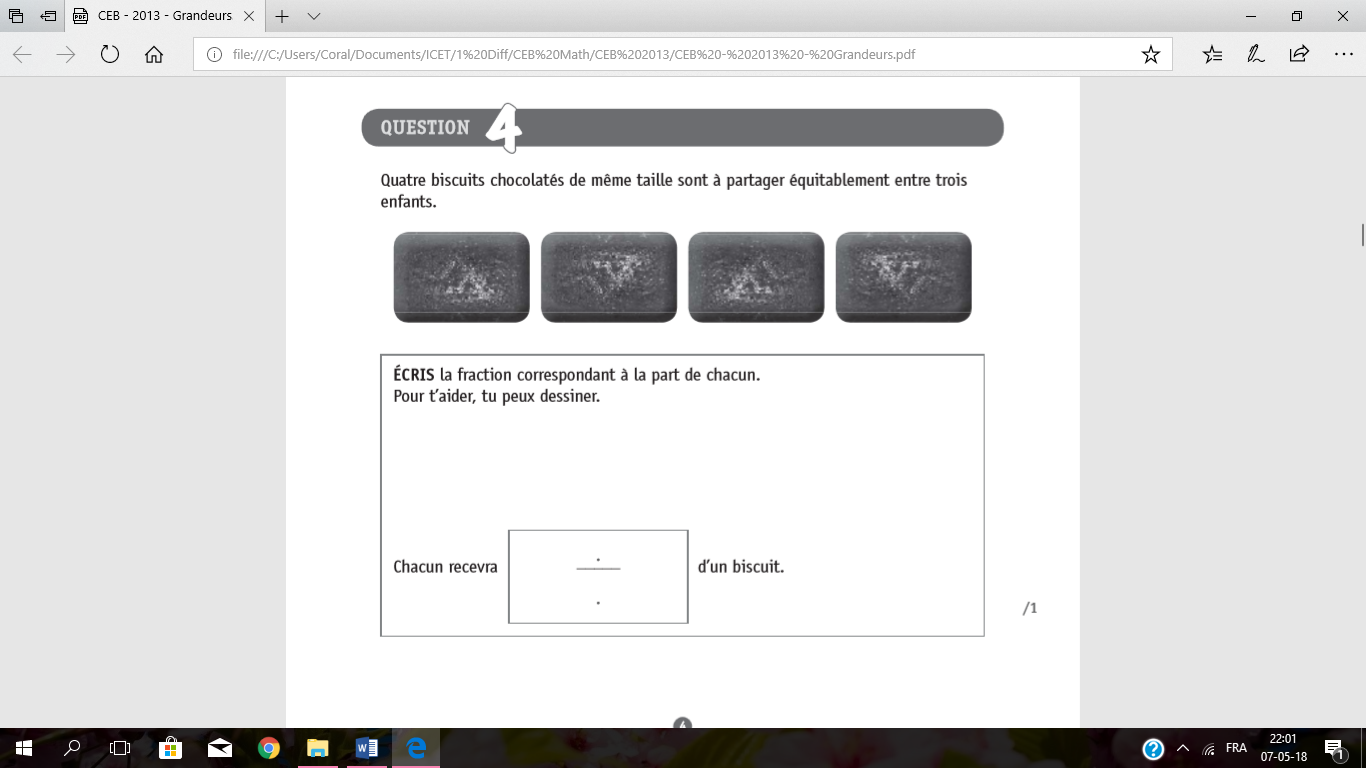 CEB - 2013 - Grandeurs
file:///C:/Users/Coral/Documents/ICET/1%20Diff/CEB%20Math/CEB%202013/CEB%20-%202013%20-%20Grandeurs.pdf
QUESTION 4
Quatre biscuits chocolatés de même taille sont à partager équitablement entre trois
enfants.
ÉCRIS la fraction correspondant à la part de chacun.
Pour t'aider, tu peux dessiner.
Chacun recevra . . d'un biscuit.
/1
FRA
22:01
07-05-18
1